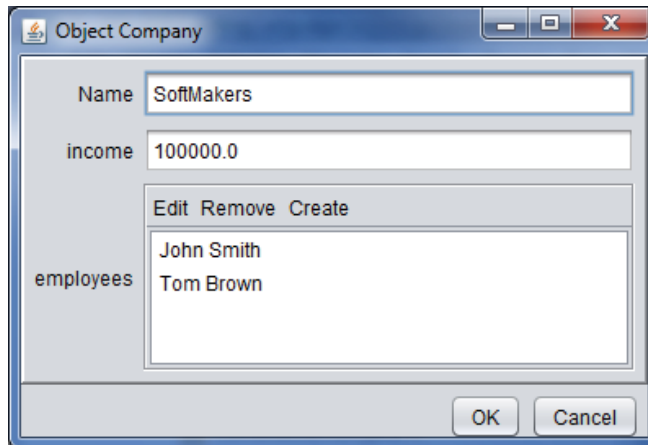 Object Company
Name SoftMakers
income 100000.0
Edit Remove Create
John Smith
employees
Tom Brown
OK Cancel